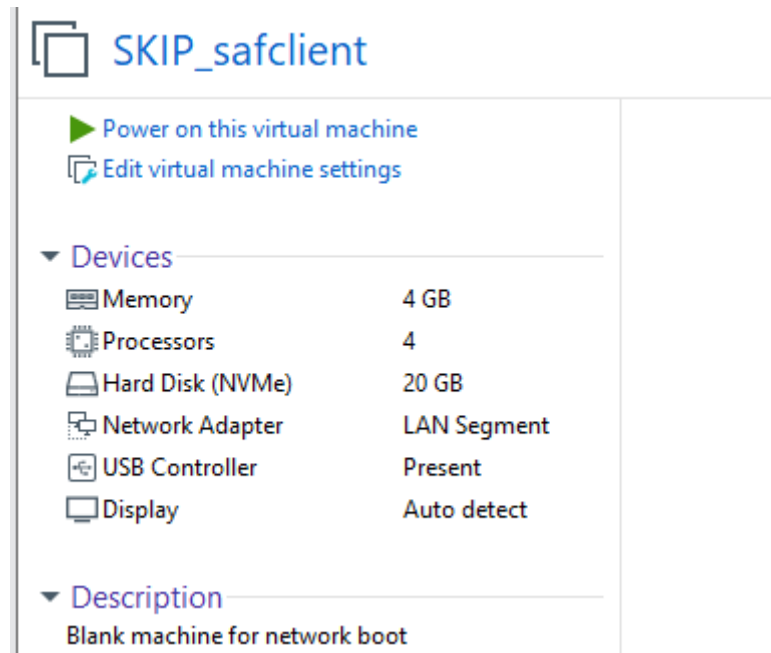 SKIP_safclient
Power on this virtual machine
Edit virtual machine settings
Devices
Memory 4 GB
Processors 4
Hard Disk (NVMe) 20 GB
Network Adapter LAN Segment
USB Controller Present
Display Auto detect
Description
Blank machine for network boot